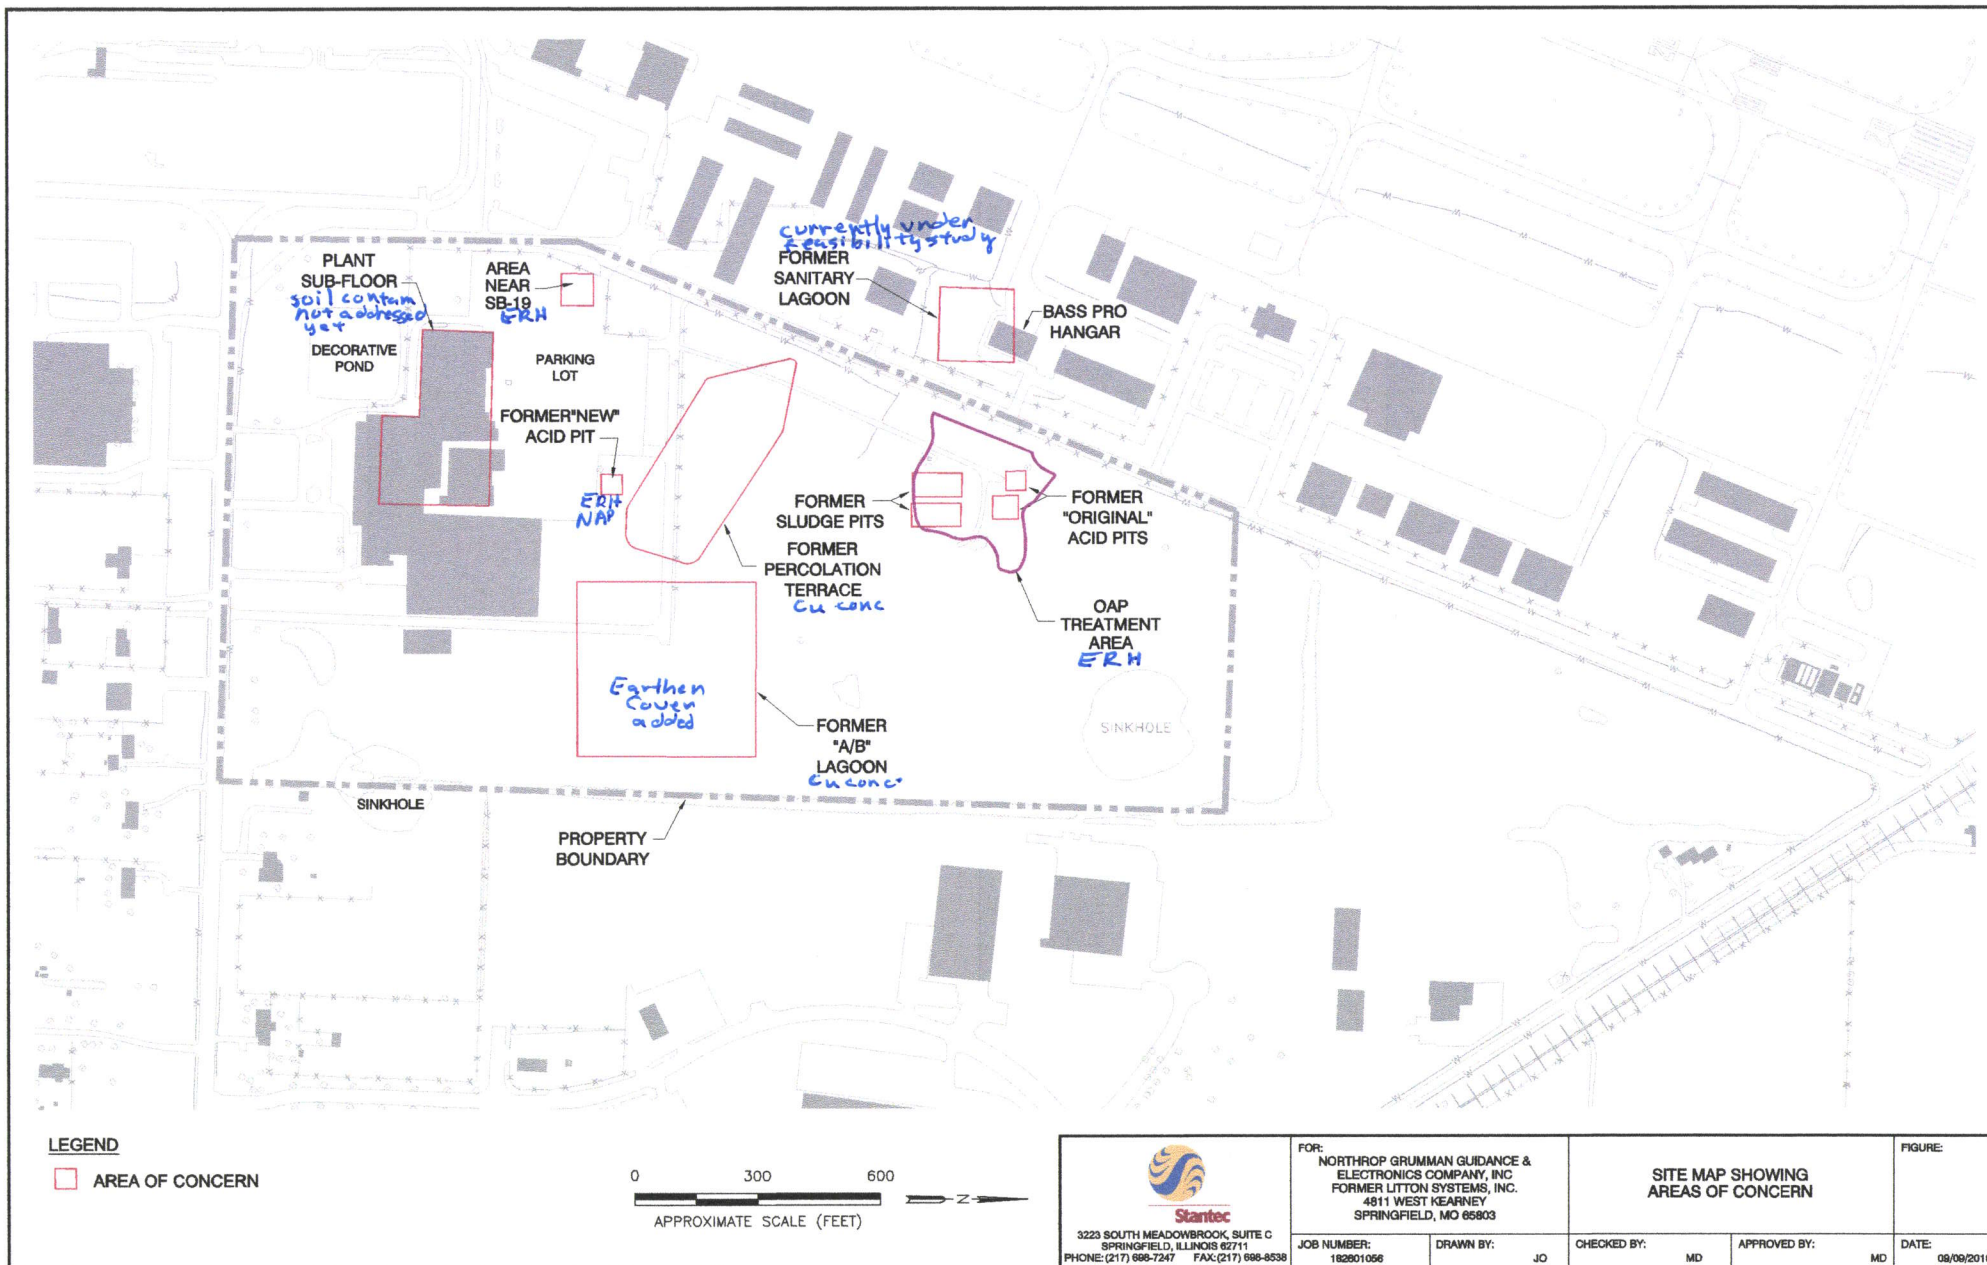 currently under
feasibility study
FORMER
SANITARY
LAGOON
BASS PRO
HANGAR
PLANT
SUB-FLOOR
soil contam
not addressed
yet
DECORATIVE
POND
AREA
NEAR
SB-19
ERH
PARKING
LOT
FORMER"NEW"
ACID PIT
ERH
NAP
FORMER
SLUDGE PITS
FORMER
PERCOLATION
TERRACE
Cu conc
FORMER
"ORIGINAL"
ACID PITS
OAP
TREATMENT
AREA
ERH
Earthen
Cover
added
FORMER
"A/B"
LAGOON
Cu conc
SINKHOLE
SINKHOLE
PROPERTY
BOUNDARY
LEGEND
AREA OF CONCERN
0 300 600
APPROXIMATE SCALE (FEET)
N
Stantec
3223 SOUTH MEADOWBROOK, SUITE C
SPRINGFIELD, ILLINOIS 62711
PHONE:(217) 698-7247 FAX:(217) 698-8538
FOR:
NORTHROP GRUMMAN GUIDANCE &
ELECTRONICS COMPANY, INC
FORMER LITTON SYSTEMS, INC.
4811 WEST KEARNEY
SPRINGFIELD, MO 65803
SITE MAP SHOWING
AREAS OF CONCERN
FIGURE:
JOB NUMBER:
182601056
DRAWN BY:
JO
CHECKED BY:
MD
APPROVED BY:
MD
DATE: